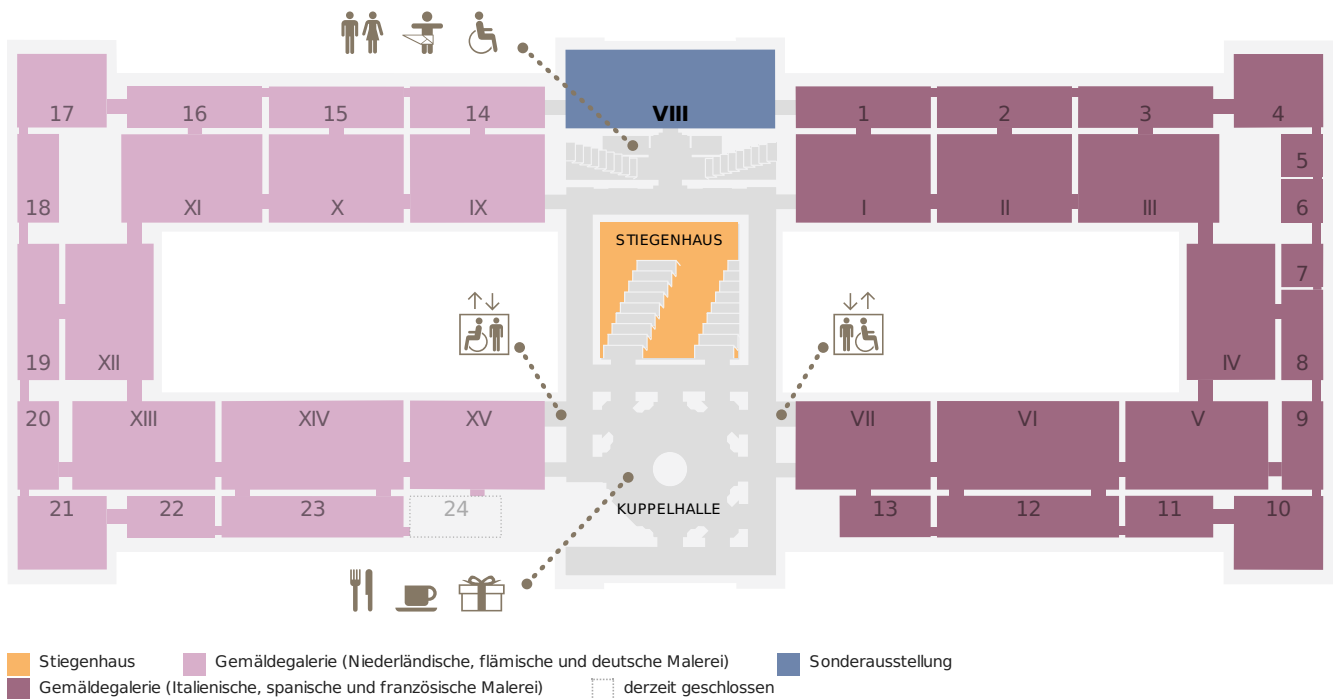 17 16 15 14 VIII 1 2 3 4
5
18 XI X IX I II III 6
STIEGENHAUS
7
19 XII IV 8
20 XIII XIV XV VII VI V 9
21 22 23 24 KUPPELHALLE 13 12 11 10
Stiegenhaus Gemäldegalerie (Niederländische, flämische und deutsche Malerei) Sonderausstellung
Gemäldegalerie (Italienische, spanische und französische Malerei) derzeit geschlossen